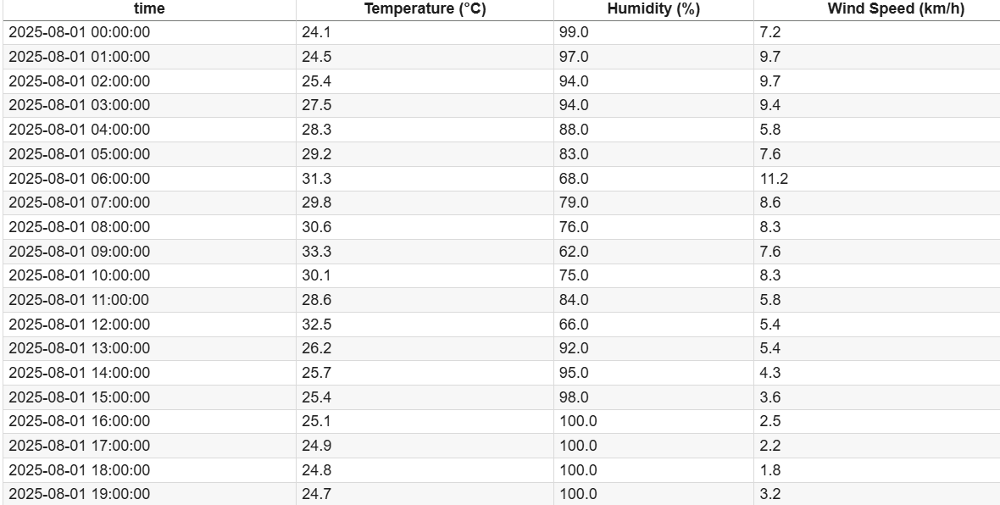 time Temperature (°C) Humidity (%) Wind Speed (km/h)
2025-08-01 00:00:00 24.1 99.0 7.2
2025-08-01 01:00:00 24.5 97.0 9.7
2025-08-01 02:00:00 25.4 94.0 9.7
2025-08-01 03:00:00 27.5 94.0 9.4
2025-08-01 04:00:00 28.3 88.0 5.8
2025-08-01 05:00:00 29.2 83.0 7.6
2025-08-01 06:00:00 31.3 68.0 11.2
2025-08-01 07:00:00 29.8 79.0 8.6
2025-08-01 08:00:00 30.6 76.0 8.3
2025-08-01 09:00:00 33.3 62.0 7.6
2025-08-01 10:00:00 30.1 75.0 8.3
2025-08-01 11:00:00 28.6 84.0 5.8
2025-08-01 12:00:00 32.5 66.0 5.4
2025-08-01 13:00:00 26.2 92.0 5.4
2025-08-01 14:00:00 25.7 95.0 4.3
2025-08-01 15:00:00 25.4 98.0 3.6
2025-08-01 16:00:00 25.1 100.0 2.5
2025-08-01 17:00:00 24.9 100.0 2.2
2025-08-01 18:00:00 24.8 100.0 1.8
2025-08-01 19:00:00 24.7 100.0 3.2